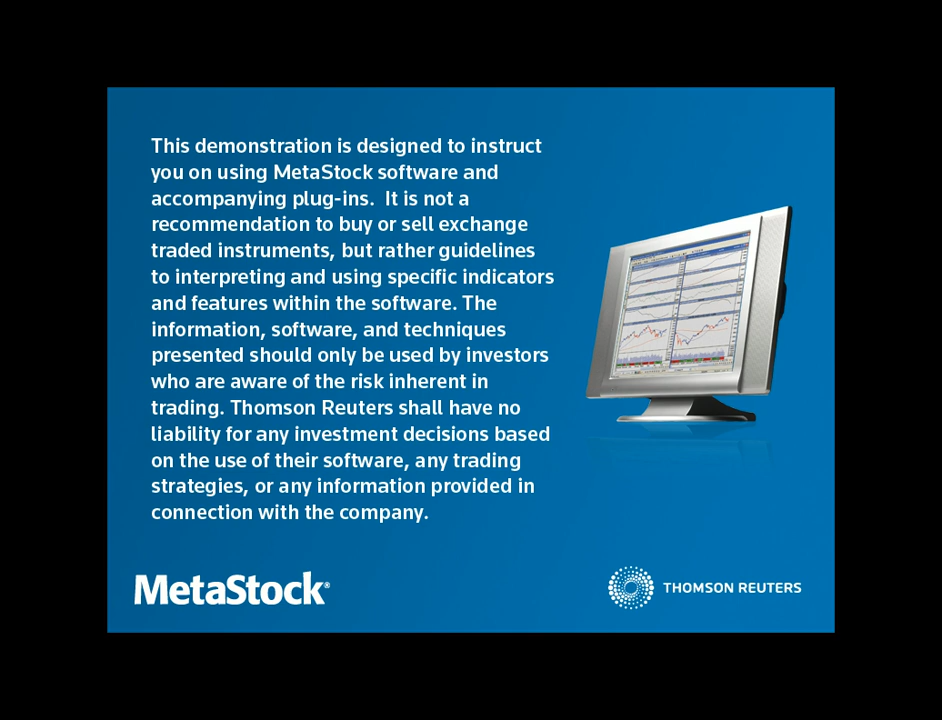 This demonstration is designed to instruct
you on using MetaStock software and
accompanying plug-ins.  It is not a
recommendation to buy or sell exchange
traded instruments, but rather guidelines
to interpreting and using specific indicators
and features within the software. The
information, software, and techniques
presented should only be used by investors
who are aware of the risk inherent in
trading. Thomson Reuters shall have no
liability for any investment decisions based
on the use of their software, any trading
strategies, or any information provided in
connection with the company.
MetaStock®
THOMSON REUTERS